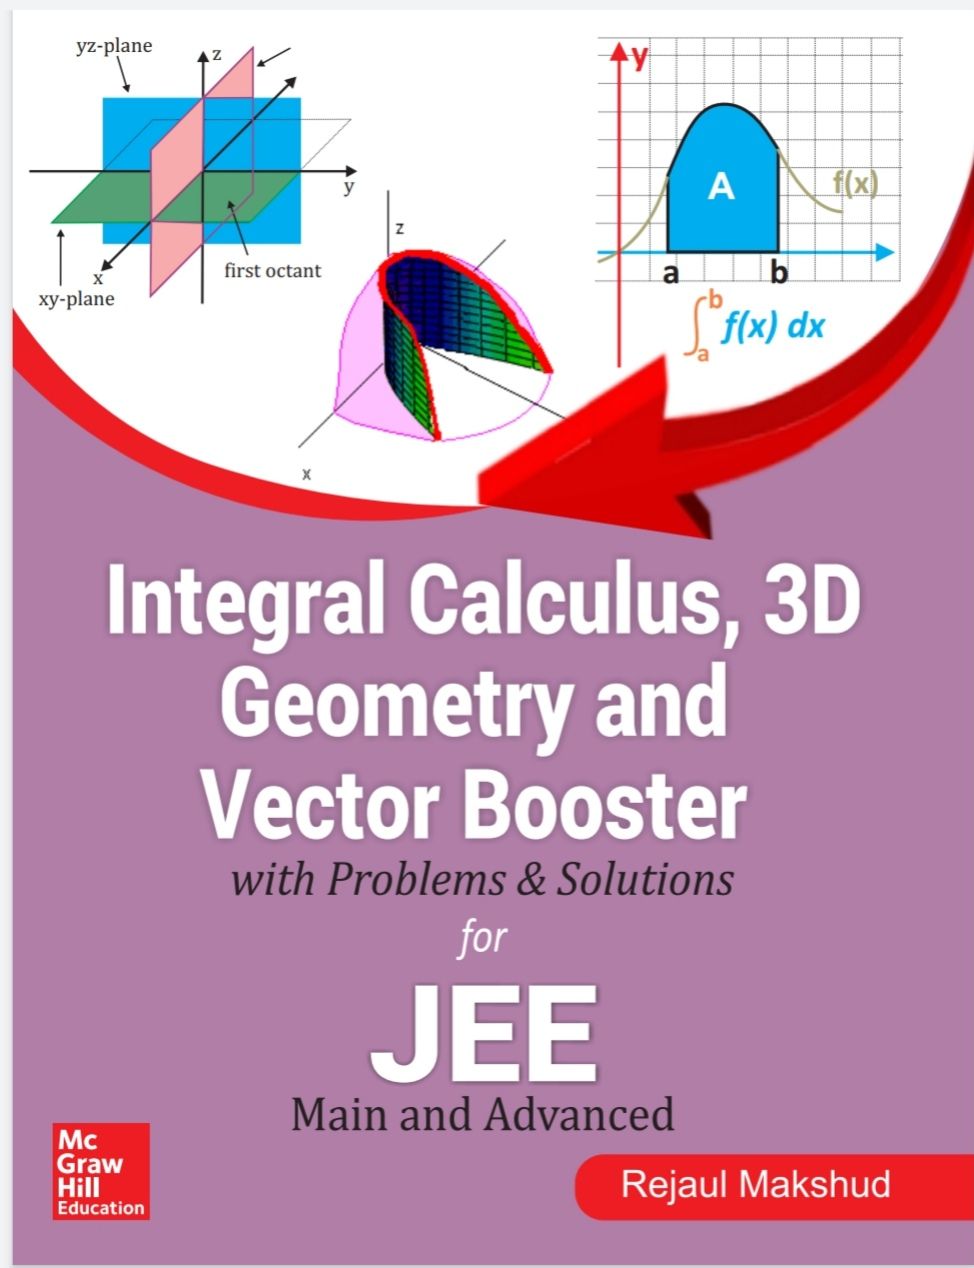 yz-plane
z
y
first octant
x
xy-plane
z
x
y
A
f(x)
a
b
∫ₐᵇ f(x) dx
Integral Calculus, 3D
Geometry and
Vector Booster
with Problems & Solutions
for
JEE
Main and Advanced
Mc
Graw
Hill
Education
Rejaul Makshud